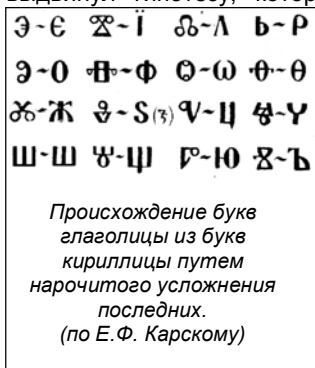 выдвинул гипотезу, котор
Ⰵ-Є Ⰹ-Ї Ⰾ-Л Ⱃ-Р
Ⱁ-О Ⱇ-Ф Ⱉ-Ѡ Ⱚ-Ѳ
Ⰶ-Ж Ⰷ-Ѕ(з) Ⱌ-Ц Ⱛ-Ѵ
Ⱎ-Ш Ⱋ-Щ Ⱓ-Ю Ⱏ-Ъ
Происхождение букв
глаголицы из букв
кириллицы путем
нарочитого усложнения
последних.
(по Е.Ф. Карскому)